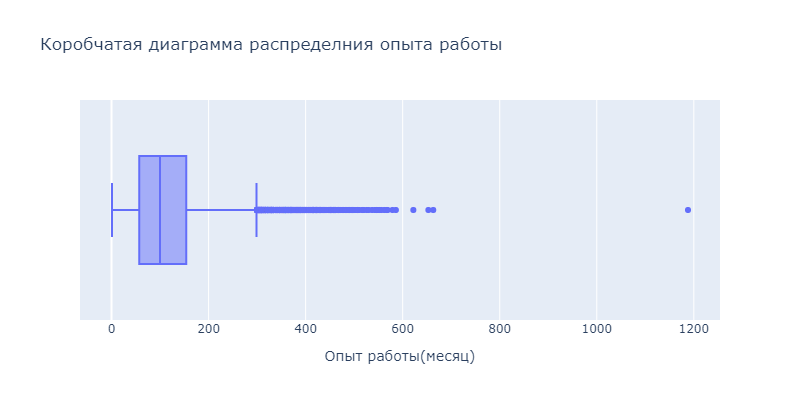 Коробчатая диаграмма распределния опыта работы
0 200 400 600 800 1000 1200
Опыт работы(месяц)